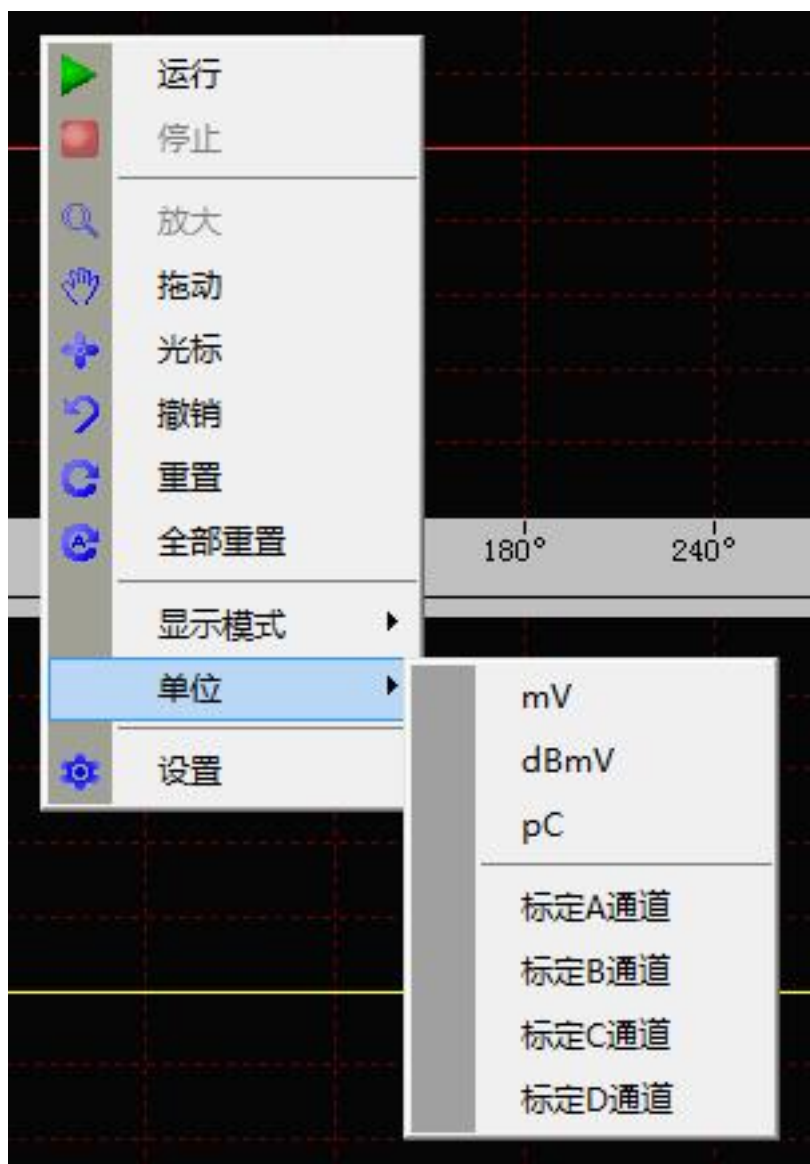 运行
停止
放大
拖动
光标
撤销
重置
全部重置
180° 240°
显示模式
单位
设置
mV
dBmV
pC
标定A通道
标定B通道
标定C通道
标定D通道